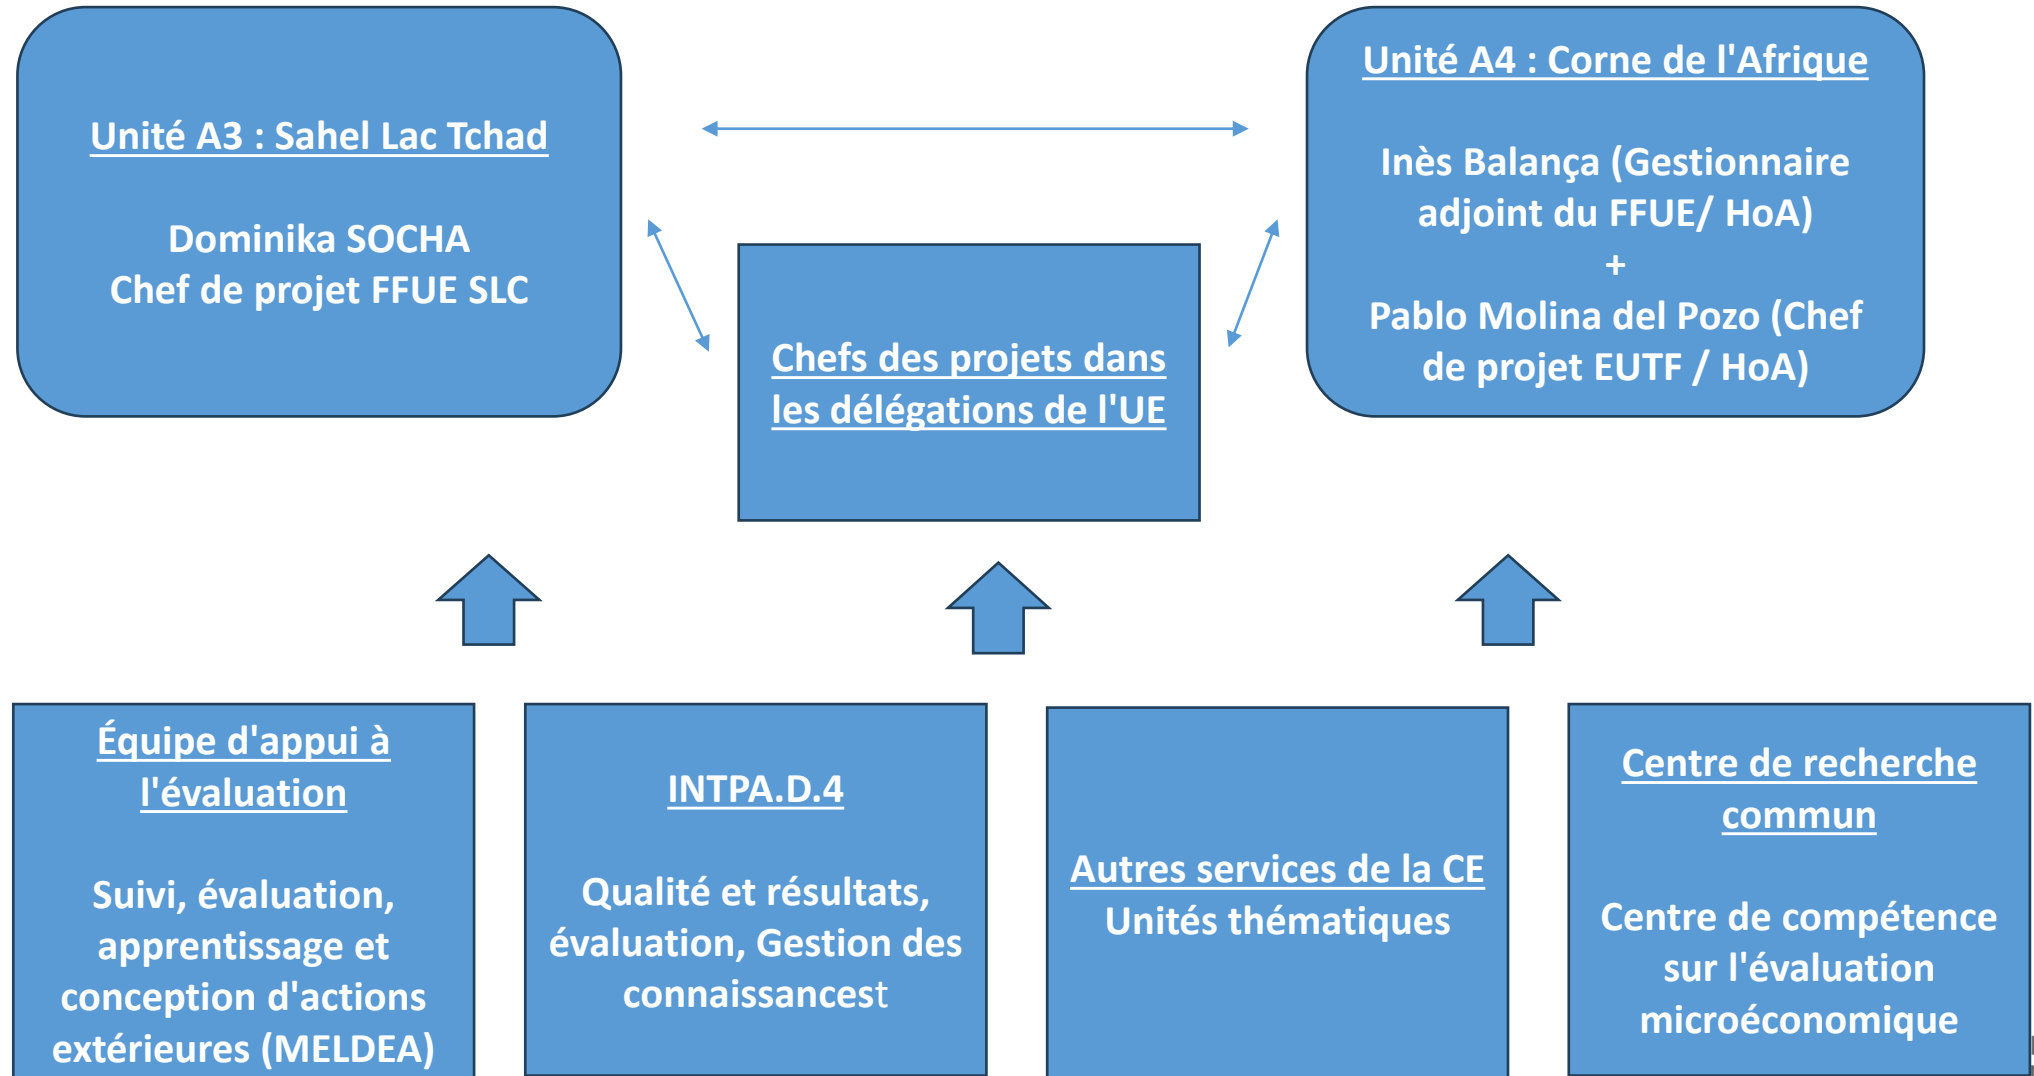 Unité A3 : Sahel Lac Tchad
Dominika SOCHA
Chef de projet FFUE SLC
Unité A4 : Corne de l'Afrique
Inès Balança (Gestionnaire
adjoint du FFUE/ HoA)
+
Pablo Molina del Pozo (Chef
de projet EUTF / HoA)
Chefs des projets dans
les délégations de l'UE
Équipe d'appui à
l'évaluation
Suivi, évaluation,
apprentissage et
conception d'actions
extérieures (MELDEA)
INTPA.D.4
Qualité et résultats,
évaluation, Gestion des
connaissancest
Autres services de la CE
Unités thématiques
Centre de recherche
commun
Centre de compétence
sur l'évaluation
microéconomique